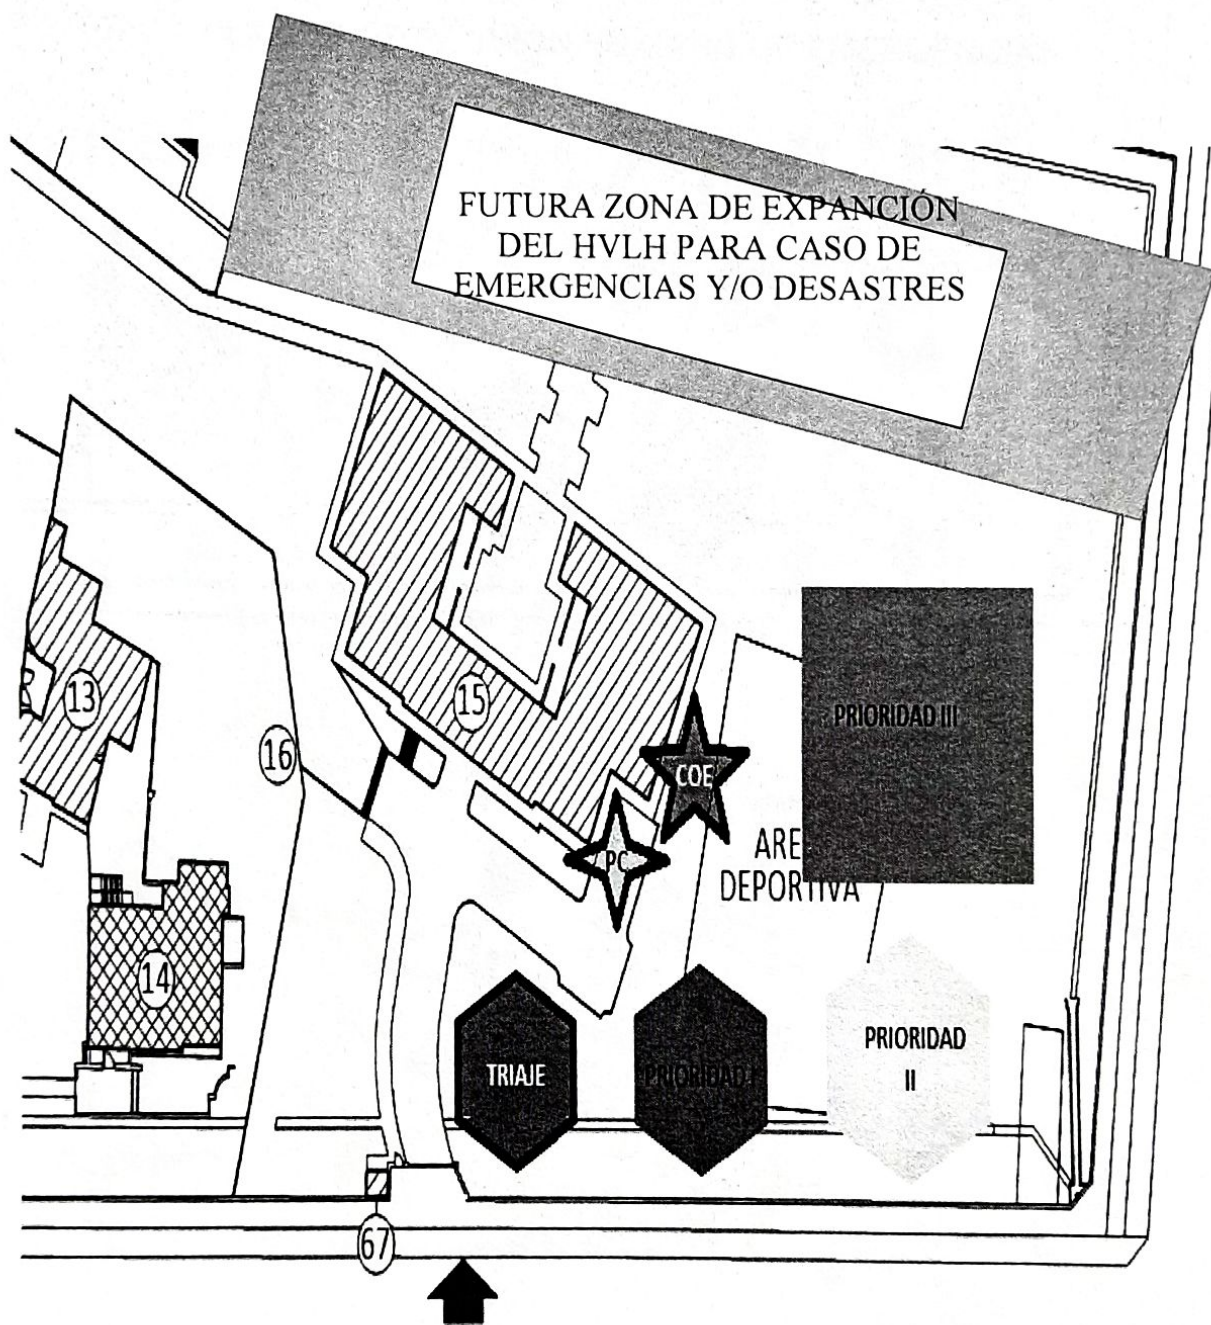 FUTURA ZONA DE EXPANCIÓN
DEL HVLH PARA CASO DE
EMERGENCIAS Y/O DESASTRES
13
15
16
PRIORIDAD III
COE
PC
ARE
DEPORTIVA
14
TRIAJE
PRIORIDAD I
PRIORIDAD
II
67